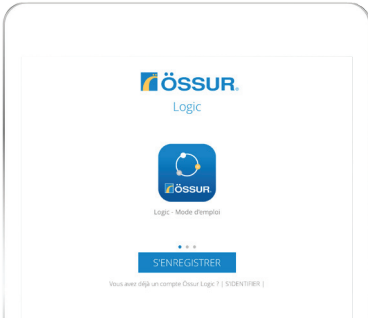 ÖSSUR.
Logic
ÖSSUR.
Logic - Mode d'emploi
S'ENREGISTRER
Vous avez déjà un compte Össur Logic ? | S'IDENTIFIER |